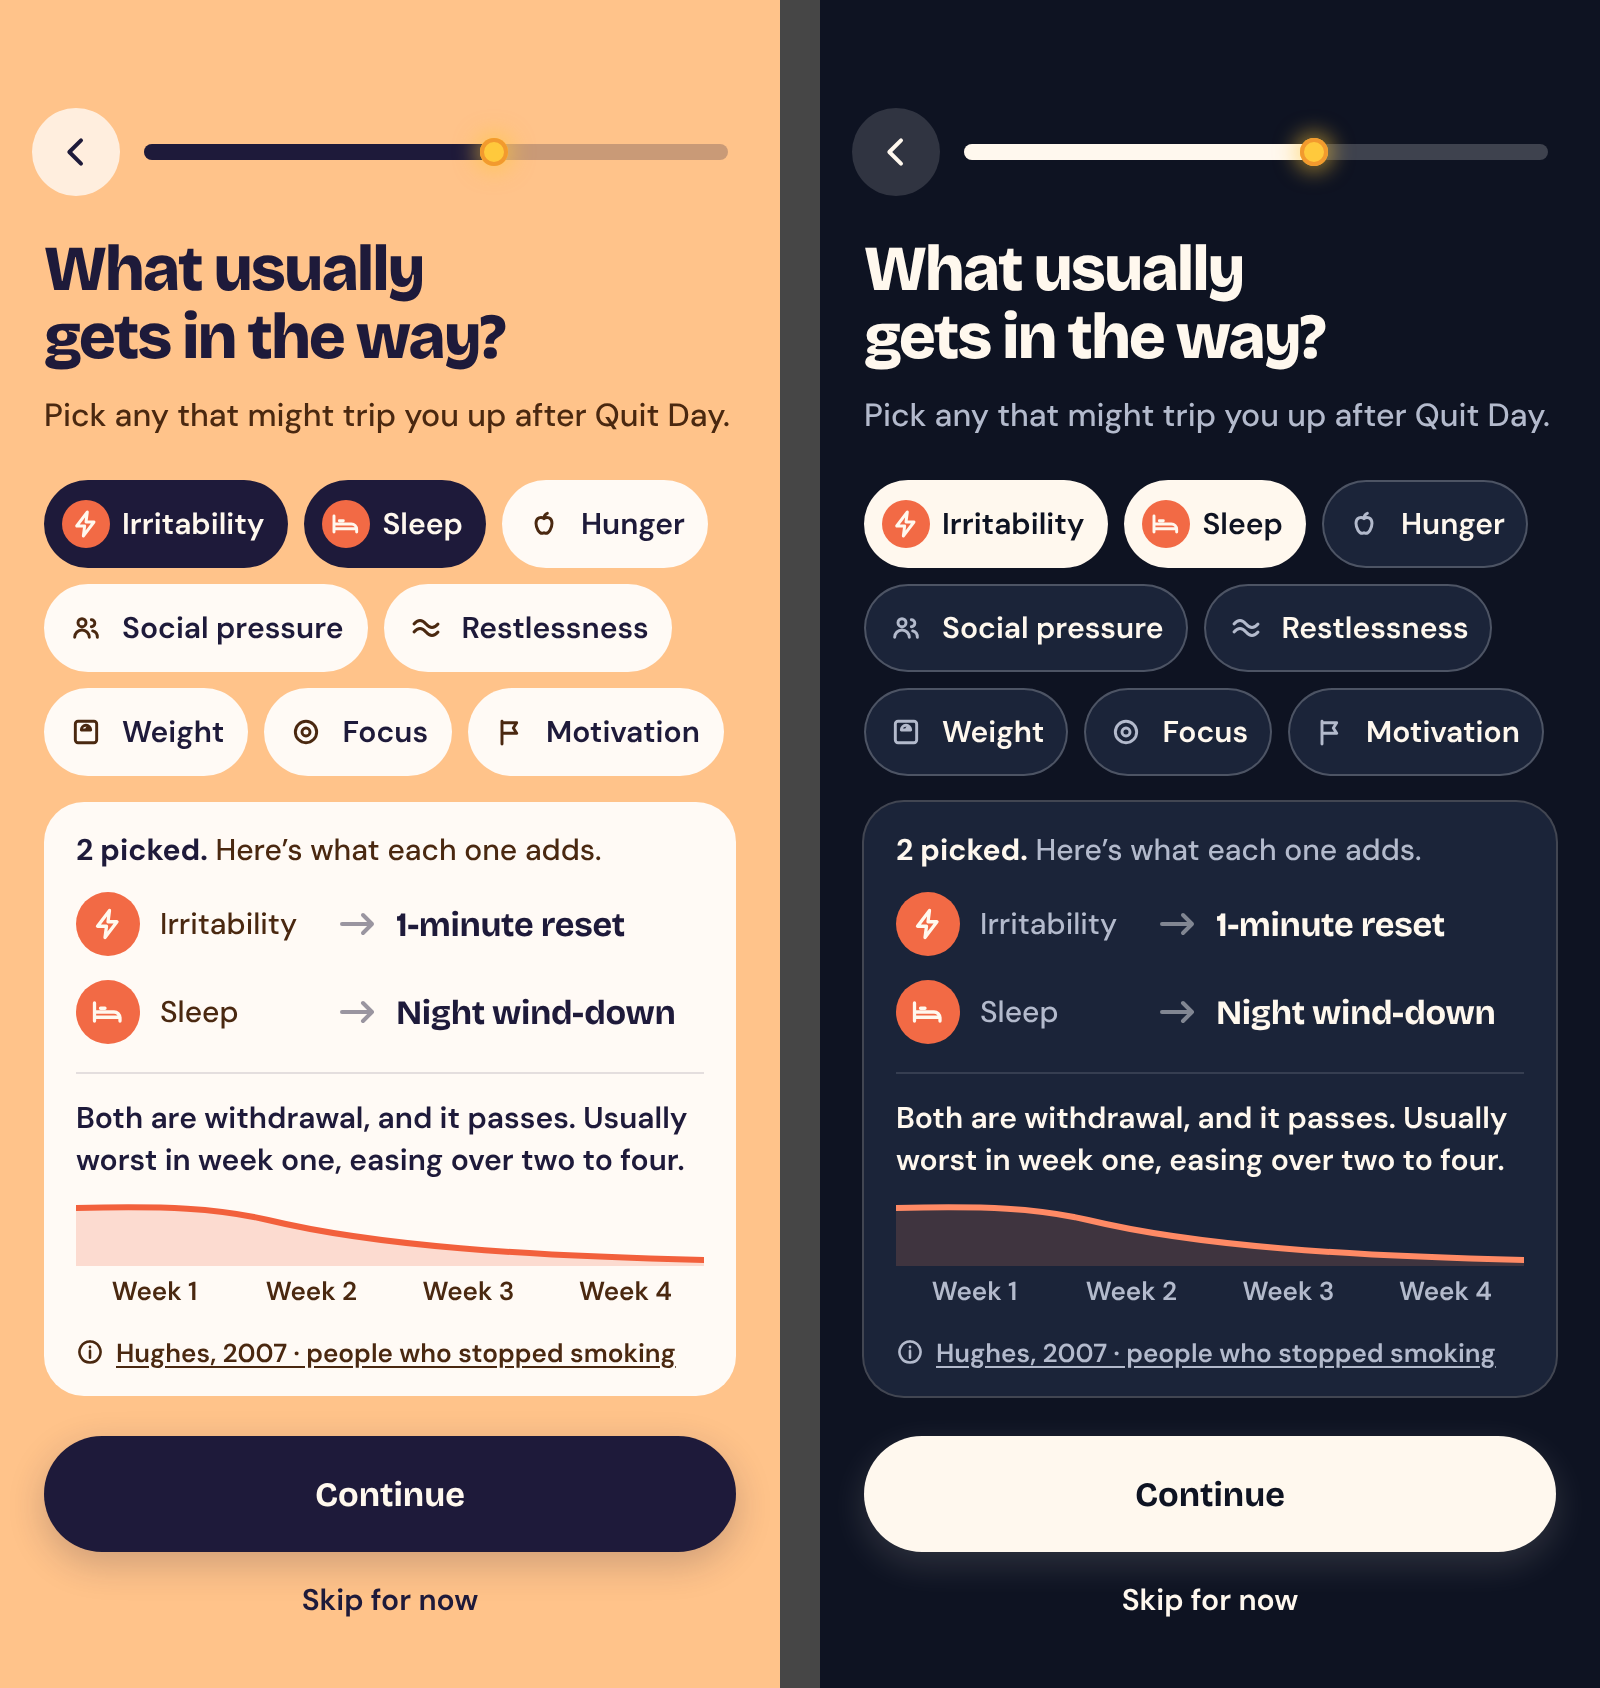 What usually
gets in the way?
Pick any that might trip you up after Quit Day.
Irritability
Sleep
Hunger
Social pressure
Restlessness
Weight
Focus
Motivation
2 picked. Here’s what each one adds.
Irritability → 1-minute reset
Sleep → Night wind-down
Both are withdrawal, and it passes. Usually
worst in week one, easing over two to four.
Week 1 Week 2 Week 3 Week 4
Hughes, 2007 · people who stopped smoking
Continue
Skip for now
What usually
gets in the way?
Pick any that might trip you up after Quit Day.
Irritability
Sleep
Hunger
Social pressure
Restlessness
Weight
Focus
Motivation
2 picked. Here’s what each one adds.
Irritability → 1-minute reset
Sleep → Night wind-down
Both are withdrawal, and it passes. Usually
worst in week one, easing over two to four.
Week 1 Week 2 Week 3 Week 4
Hughes, 2007 · people who stopped smoking
Continue
Skip for now